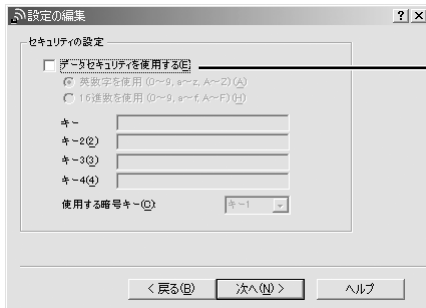 設定の編集
セキュリティの設定
データセキュリティを使用する(E)
英数字を使用 (0～9、a～z、A～Z)(A)
16進数を使用 (0～9、a～f、A～F)(H)
キー
キー2(2)
キー3(3)
キー4(4)
使用する暗号キー(O): キー1
< 戻る(B) 次へ(N) > ヘルプ